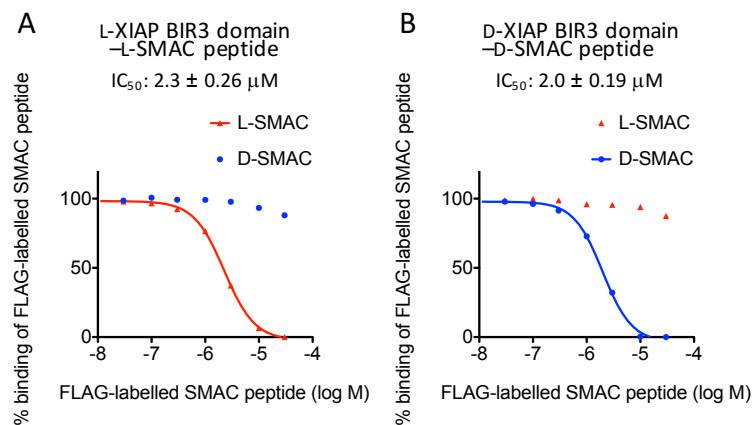 A
L-XIAP BIR3 domain
–L-SMAC peptide
IC50: 2.3 ± 0.26 µM
L-SMAC
D-SMAC
% binding of FLAG-labelled SMAC peptide
100
50
0
-8 -7 -6 -5 -4
FLAG-labelled SMAC peptide (log M)
B
D-XIAP BIR3 domain
–D-SMAC peptide
IC50: 2.0 ± 0.19 µM
L-SMAC
D-SMAC
% binding of FLAG-labelled SMAC peptide
100
50
0
-8 -7 -6 -5 -4
FLAG-labelled SMAC peptide (log M)